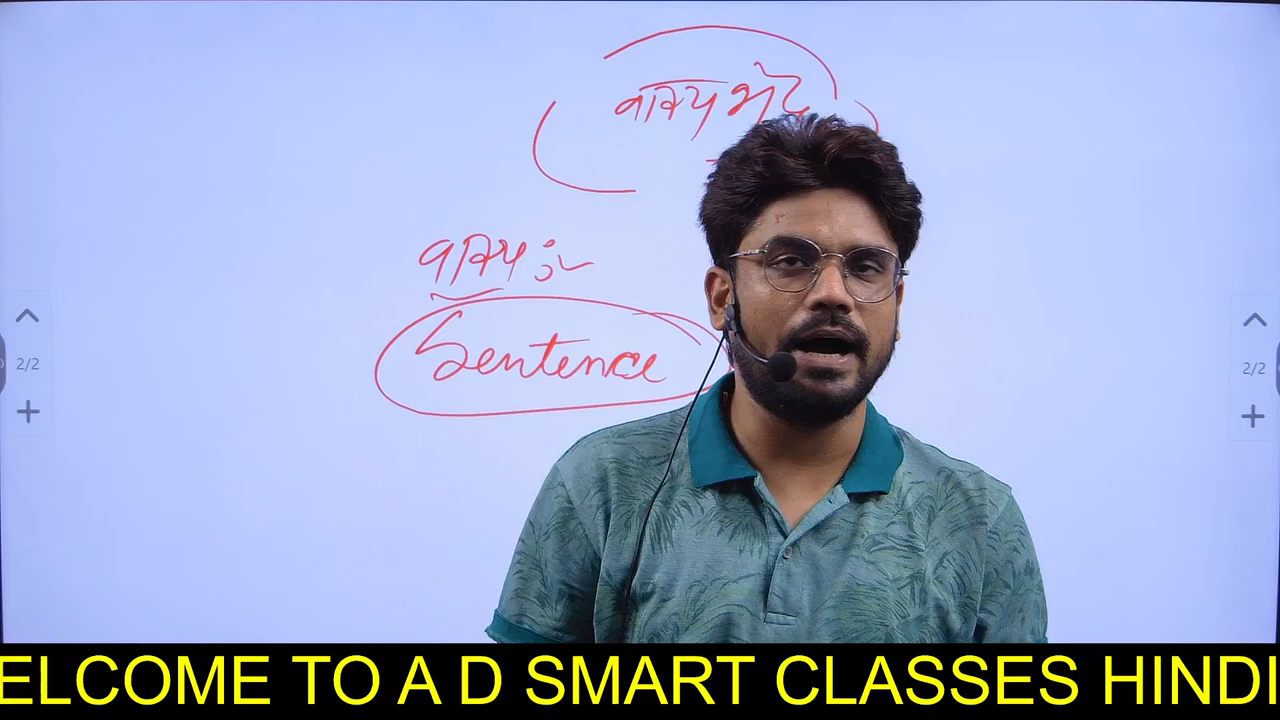 वाक्य भेद
वाक्य :-
Sentence
2/2
2/2
ELCOME TO A D SMART CLASSES HINDI